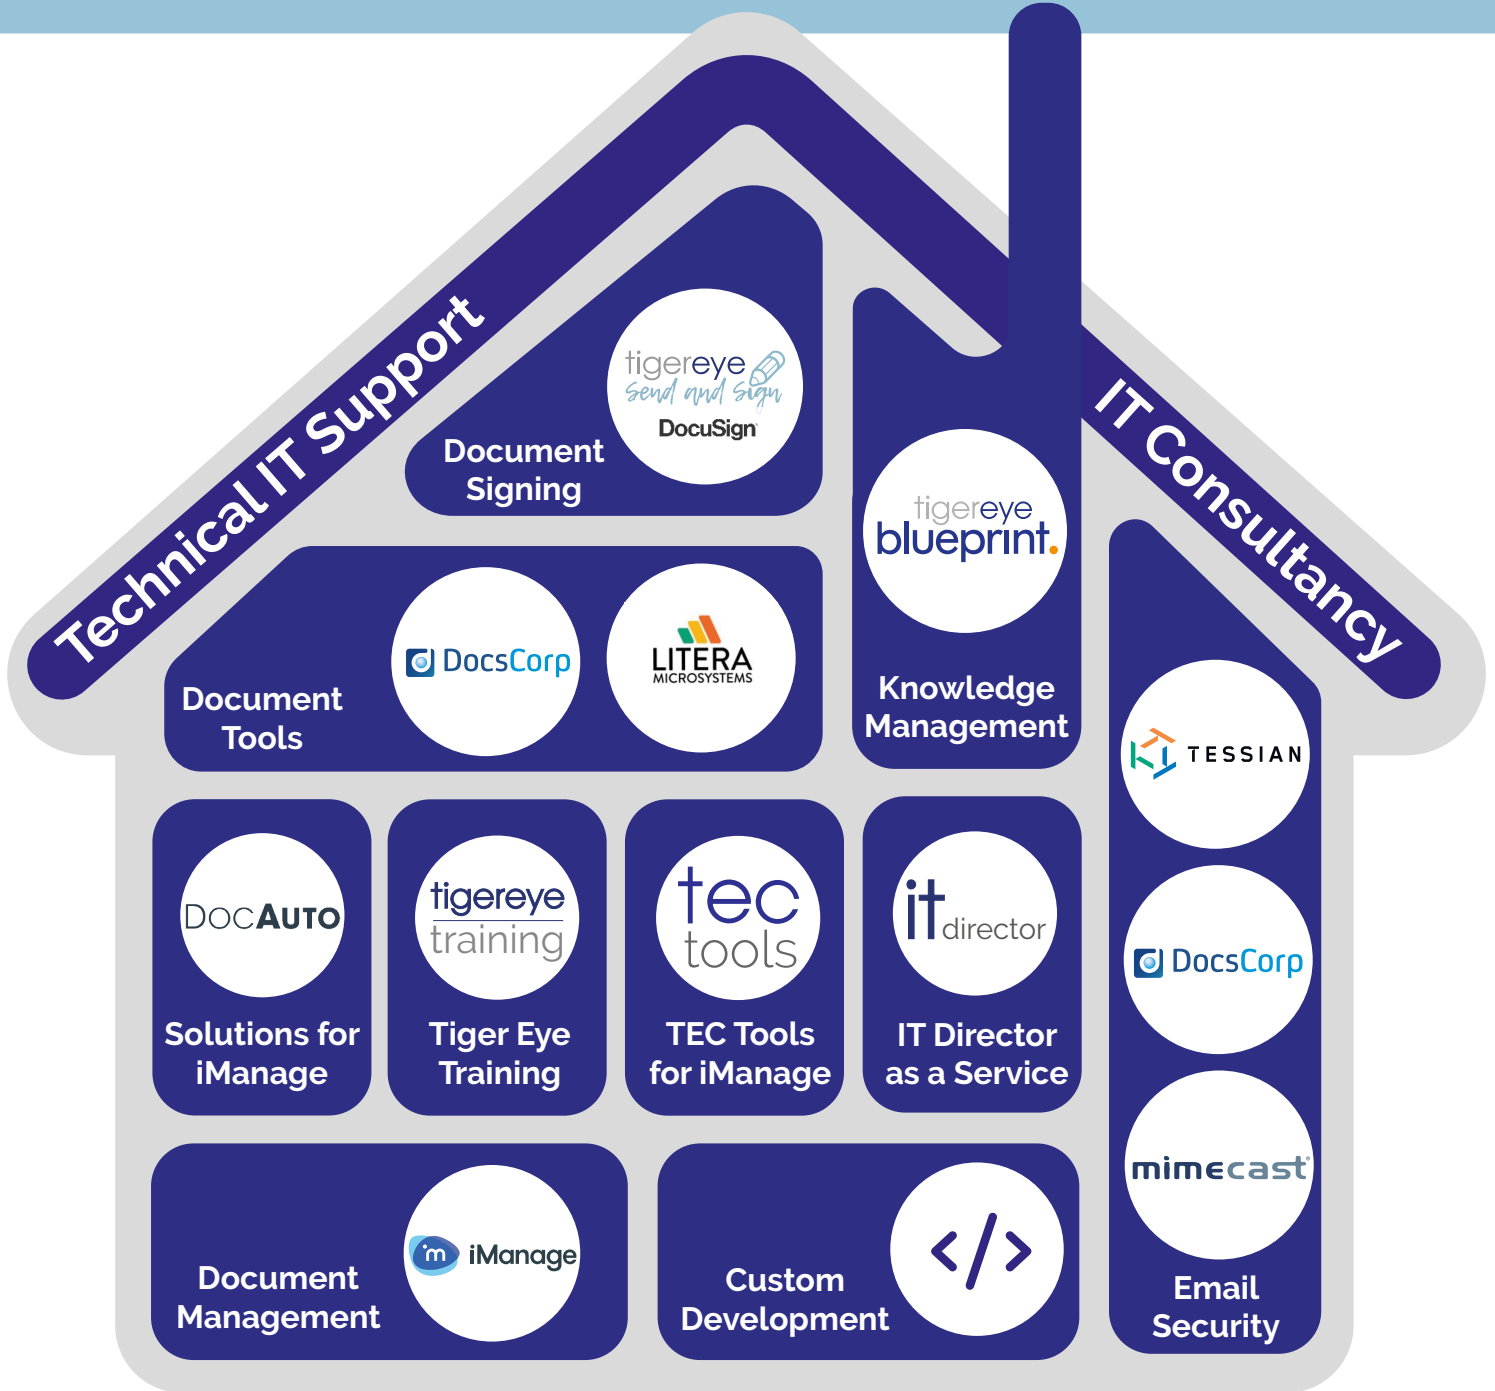 Technical IT Support
IT Consultancy
tigereye
Send and Sign
DocuSign
Document
Signing
tigereye
blueprint.
Knowledge
Management
DocsCorp
LITERA
MICROSYSTEMS
Document
Tools
TESSIAN
DocsCorp
mimecast
Email
Security
DOCAUTO
Solutions for
iManage
tigereye
training
Tiger Eye
Training
tec
tools
TEC Tools
for iManage
it
director
IT Director
as a Service
im iManage
Document
Management
</>
Custom
Development